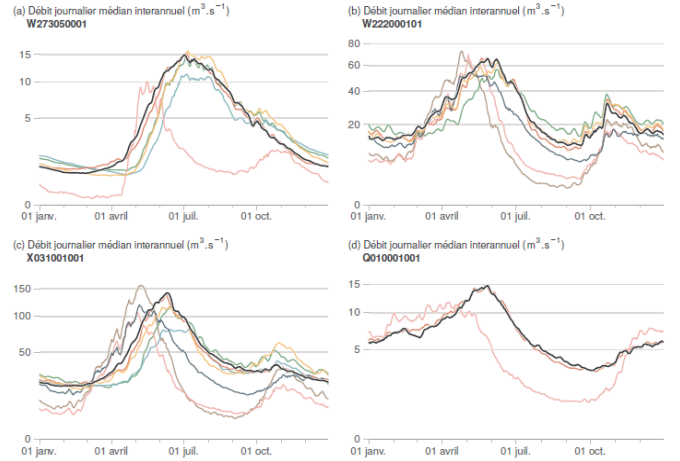 (a) Débit journalier médian interannuel (m³.s⁻¹)
W273050001
15
10
5
0
01 janv.
01 avril
01 juil.
01 oct.
(b) Débit journalier médian interannuel (m³.s⁻¹)
W222000101
80
60
40
20
0
01 janv.
01 avril
01 juil.
01 oct.
(c) Débit journalier médian interannuel (m³.s⁻¹)
X031001001
150
100
50
0
01 janv.
01 avril
01 juil.
01 oct.
(d) Débit journalier médian interannuel (m³.s⁻¹)
Q010001001
15
10
5
0
01 janv.
01 avril
01 juil.
01 oct.